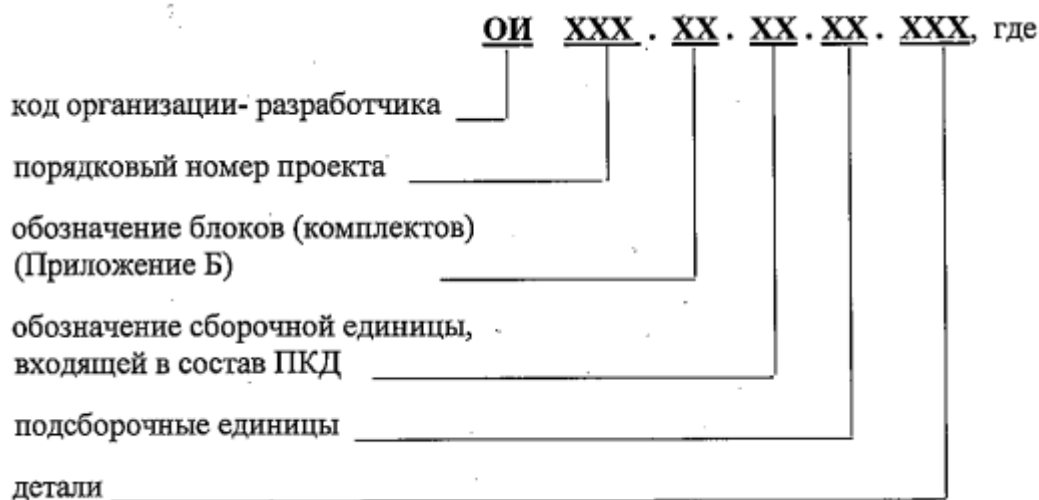 ОИ ХХХ . ХХ . ХХ . ХХ . ХХХ, где
код организации- разработчика
порядковый номер проекта
обозначение блоков (комплектов)
(Приложение Б)
обозначение сборочной единицы,
входящей в состав ПКД
подсборочные единицы
детали